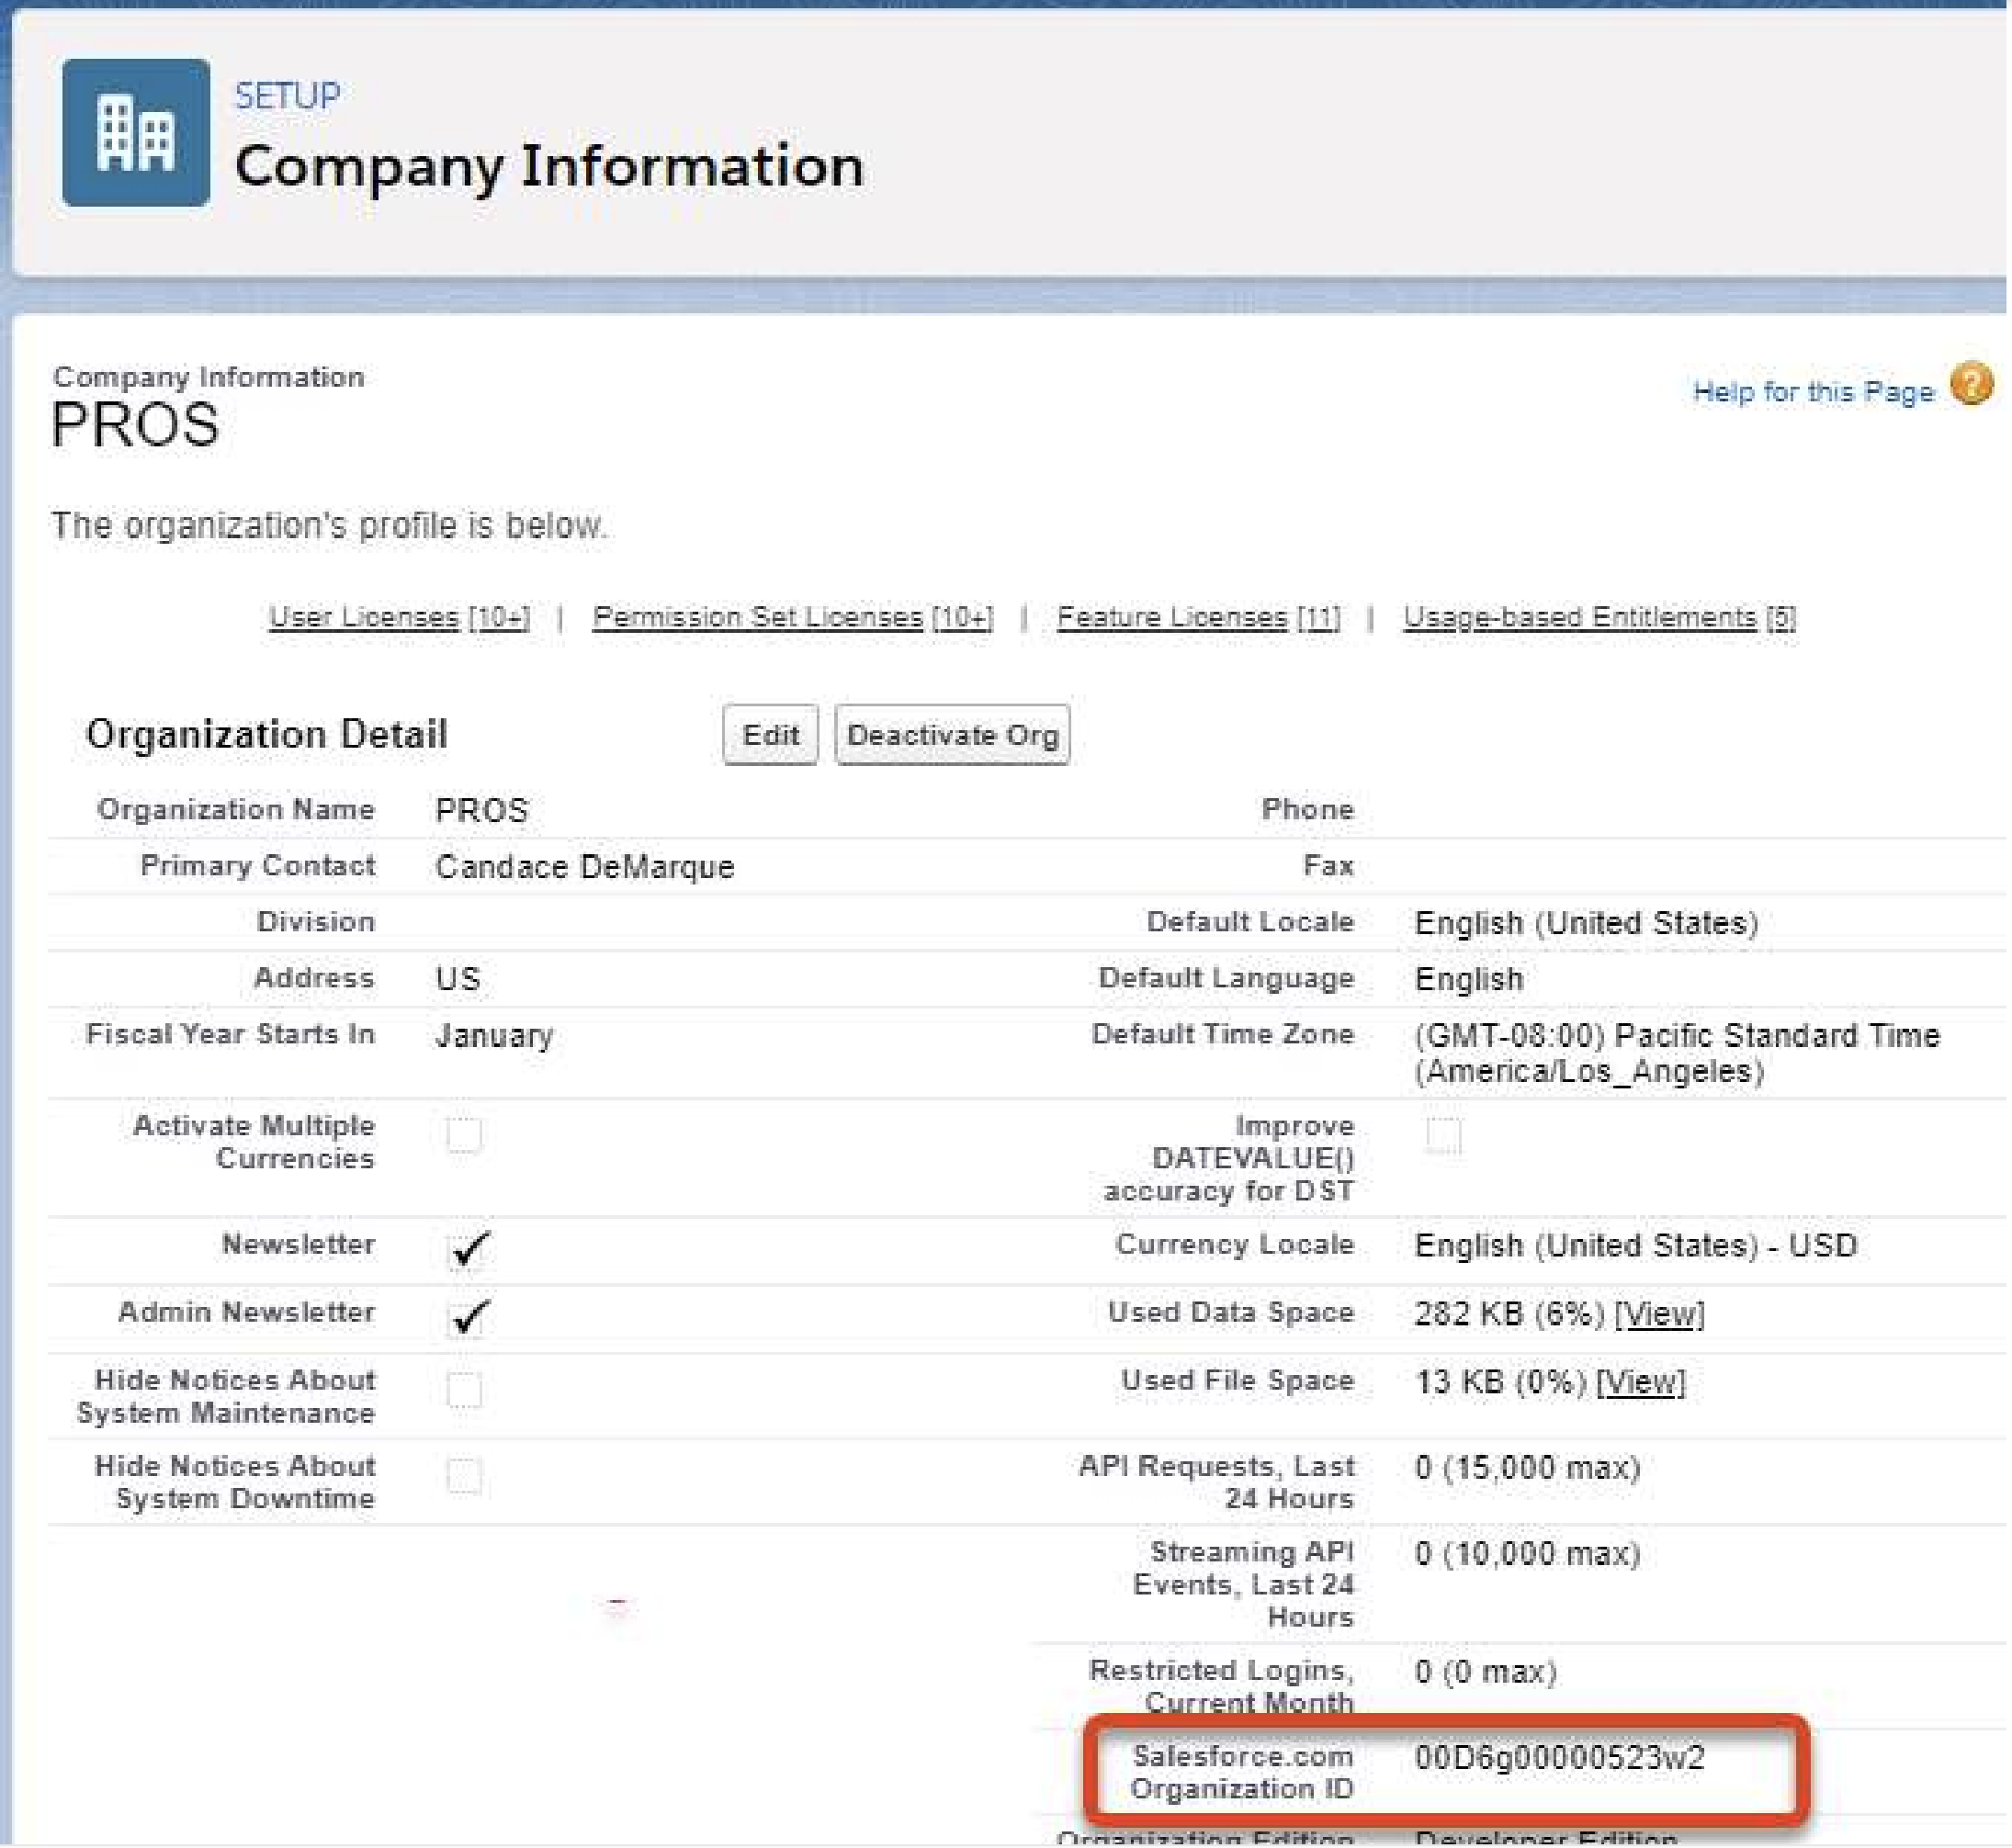 SETUP
Company Information
Company Information
PROS
Help for this Page
The organization's profile is below.
User Licenses [10+] | Permission Set Licenses [10+] | Feature Licenses [11] | Usage-based Entitlements [5]
Organization Detail
Edit
Deactivate Org
Organization Name PROS
Phone
Primary Contact Candace DeMarque
Fax
Division
Default Locale English (United States)
Address US
Default Language English
Fiscal Year Starts In January
Default Time Zone (GMT-08:00) Pacific Standard Time
(America/Los_Angeles)
Activate Multiple
Currencies
Improve
DATEVALUE()
accuracy for DST
Newsletter
Currency Locale English (United States) - USD
Admin Newsletter
Used Data Space 282 KB (6%) [View]
Hide Notices About
System Maintenance
Used File Space 13 KB (0%) [View]
Hide Notices About
System Downtime
API Requests, Last 0 (15,000 max)
24 Hours
Streaming API 0 (10,000 max)
Events, Last 24
Hours
Restricted Logins, 0 (0 max)
Current Month
Salesforce.com 00D6g00000523w2
Organization ID
Organization Edition Developer Edition